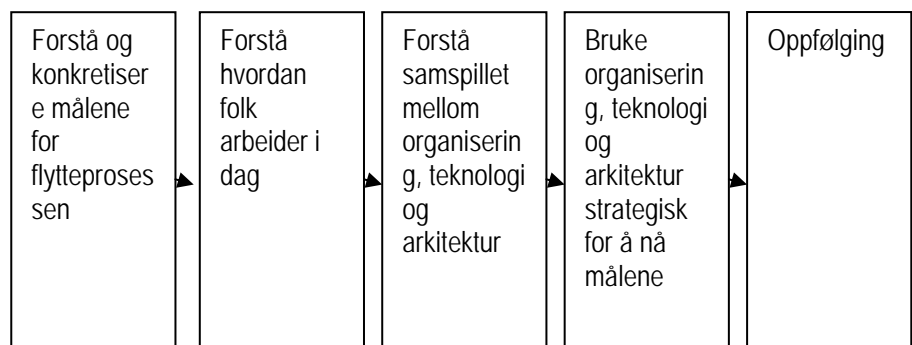 Forstå og
konkretiser
e målene
for
flytteproses
sen
Forstå
hvordan
folk
arbeider i
dag
Forstå
samspillet
mellom
organiserin
g, teknologi
og
arkitektur
Bruke
organiserin
g, teknologi
og
arkitektur
strategisk
for å nå
målene
Oppfølging